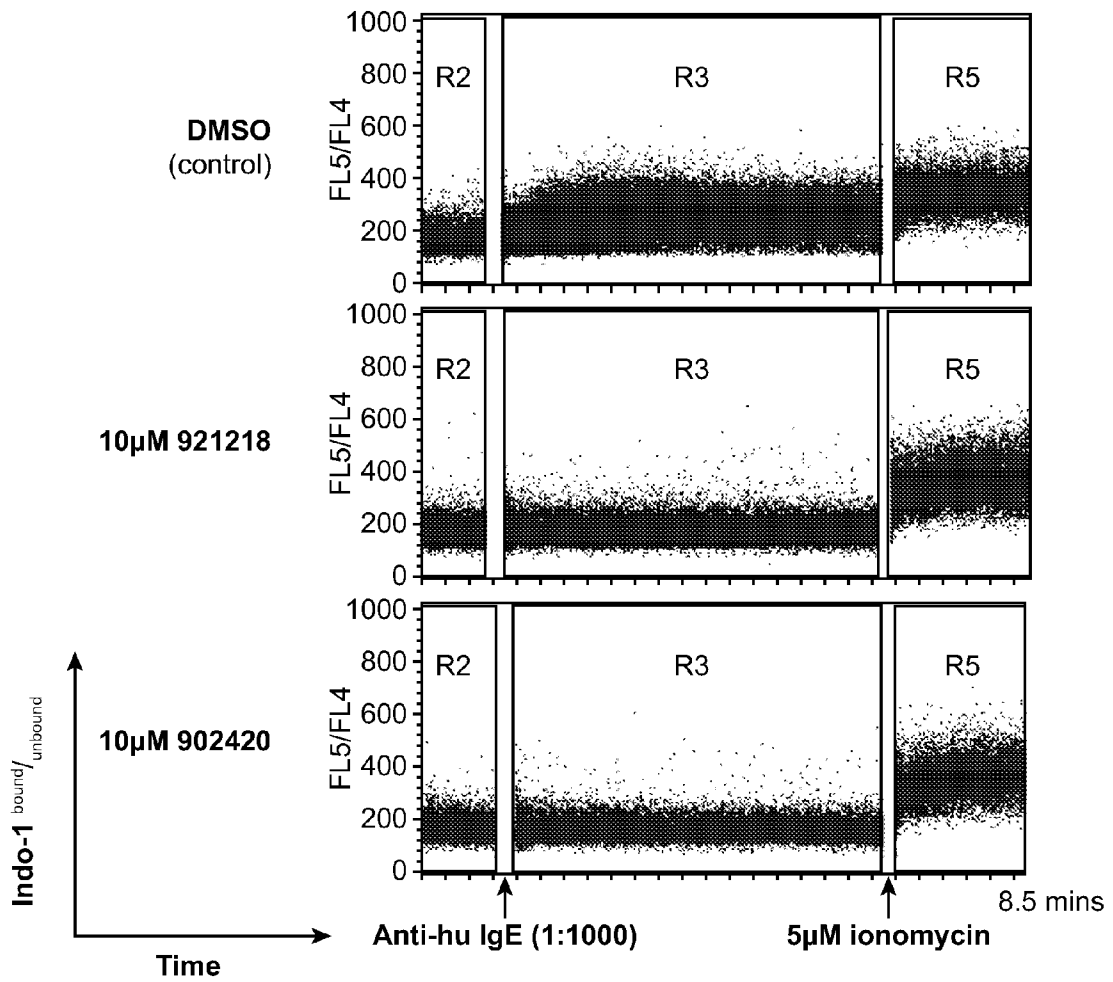 1000
800
600
400
200
0
FL5/FL4
R2
R3
R5
DMSO
(control)
1000
800
600
400
200
0
FL5/FL4
R2
R3
R5
10µM 921218
1000
800
600
400
200
0
FL5/FL4
R2
R3
R5
10µM 902420
Indo-1 bound/unbound
Time
8.5 mins
Anti-hu IgE (1:1000)
5µM ionomycin